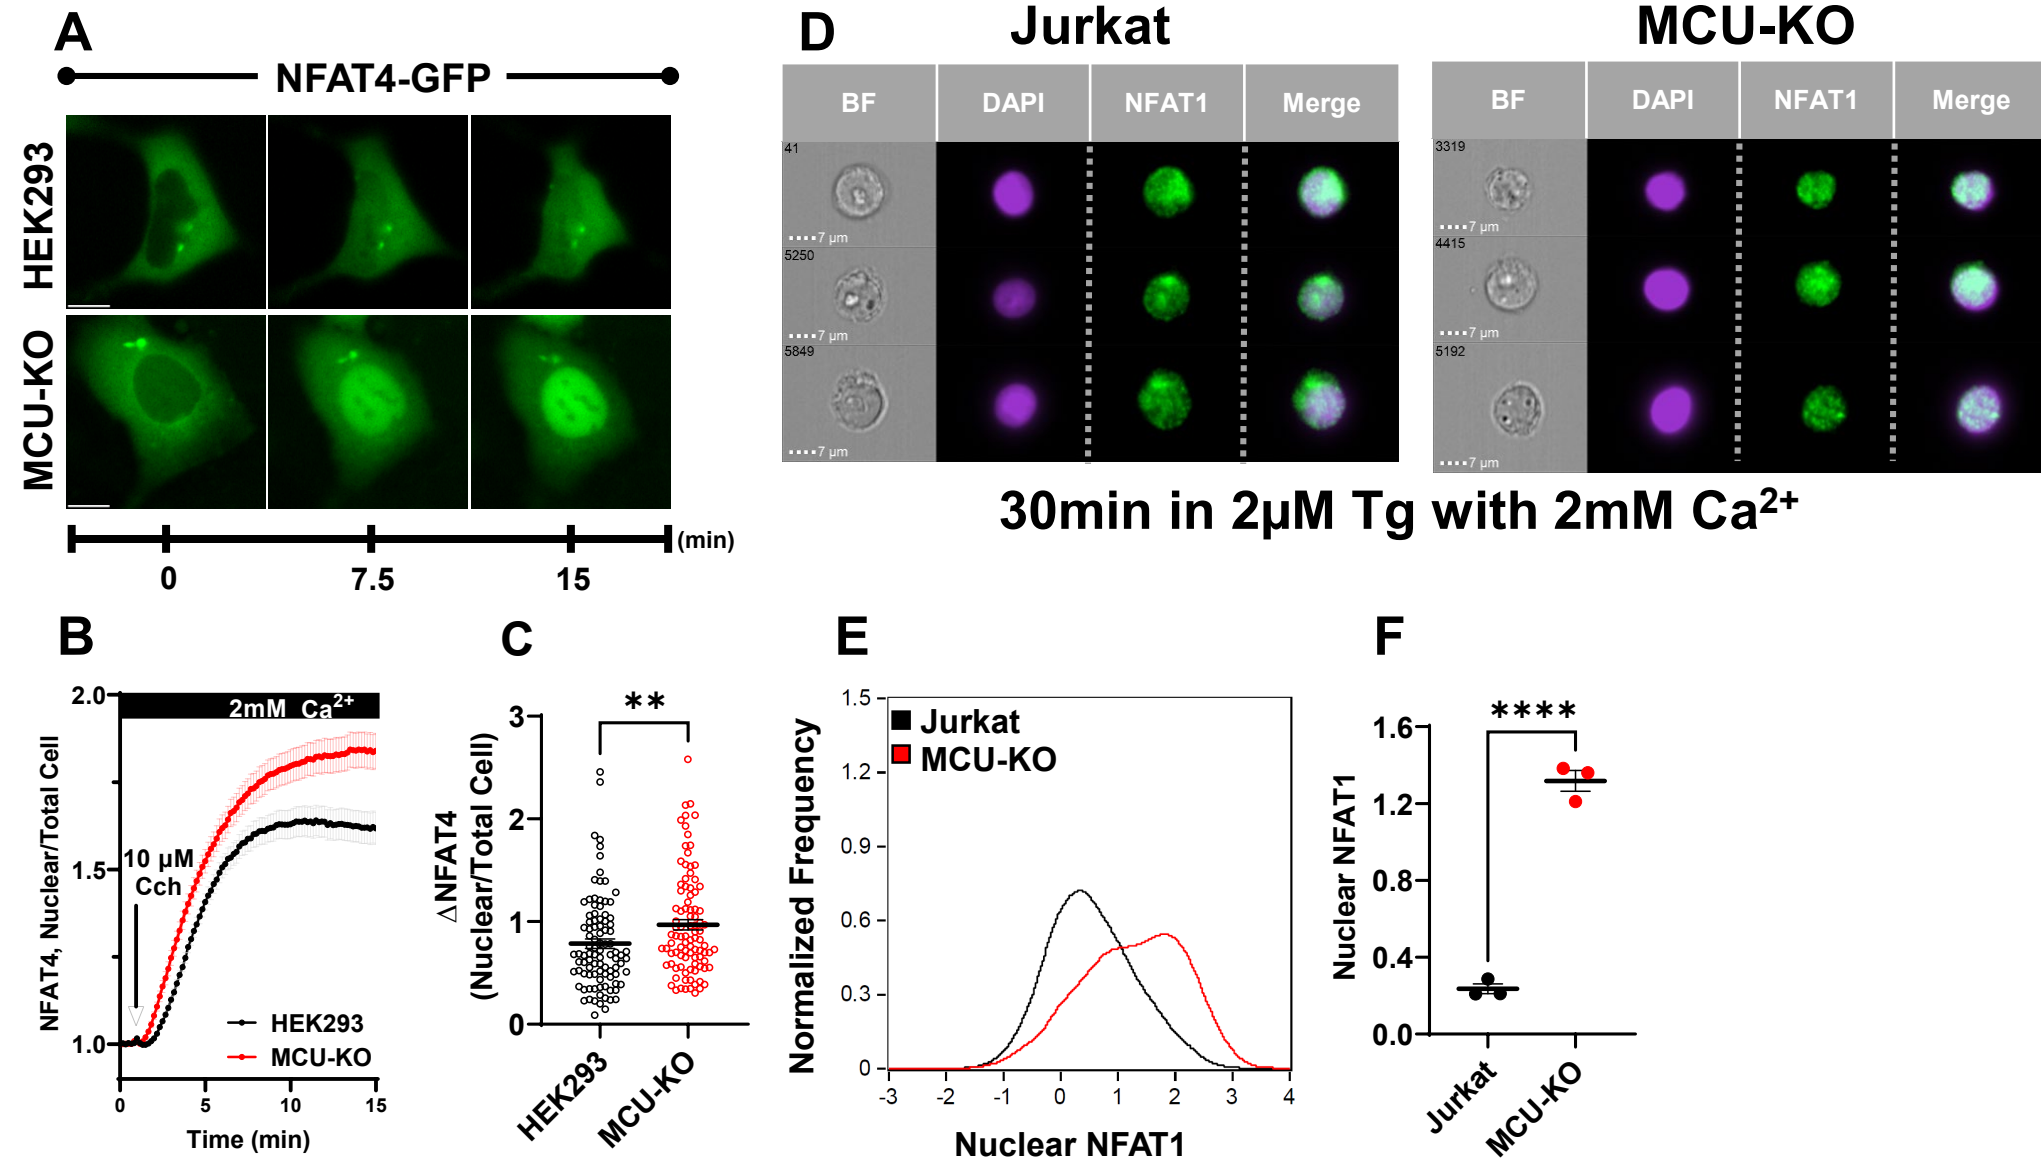 A
NFAT4-GFP
HEK293
MCU-KO
(min)
0 7.5 15
D
Jurkat
MCU-KO
BF DAPI NFAT1 Merge
41
7 µm
5250
7 µm
5849
7 µm
BF DAPI NFAT1 Merge
3319
7 µm
4415
7 µm
5192
7 µm
30min in 2µM Tg with 2mM Ca2+
B
NFAT4, Nuclear/Total Cell
2.0
1.5
1.0
2mM Ca2+
10 µM
Cch
HEK293
MCU-KO
0 5 10 15
Time (min)
C
△NFAT4
(Nuclear/Total Cell)
3
2
1
0
**
HEK293
MCU-KO
E
Normalized Frequency
1.5
1.2
0.9
0.6
0.3
0
Jurkat
MCU-KO
-3 -2 -1 0 1 2 3 4
Nuclear NFAT1
F
Nuclear NFAT1
1.6
1.2
0.8
0.4
0.0
****
Jurkat
MCU-KO